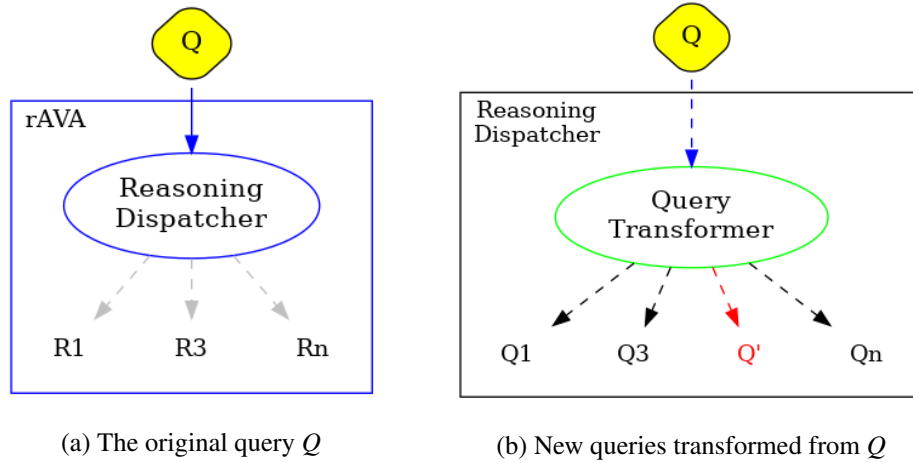 Q
rAVA
Reasoning
Dispatcher
R1 R3 Rn
(a) The original query Q
Q
Reasoning
Dispatcher
Query
Transformer
Q1 Q3 Q' Qn
(b) New queries transformed from Q